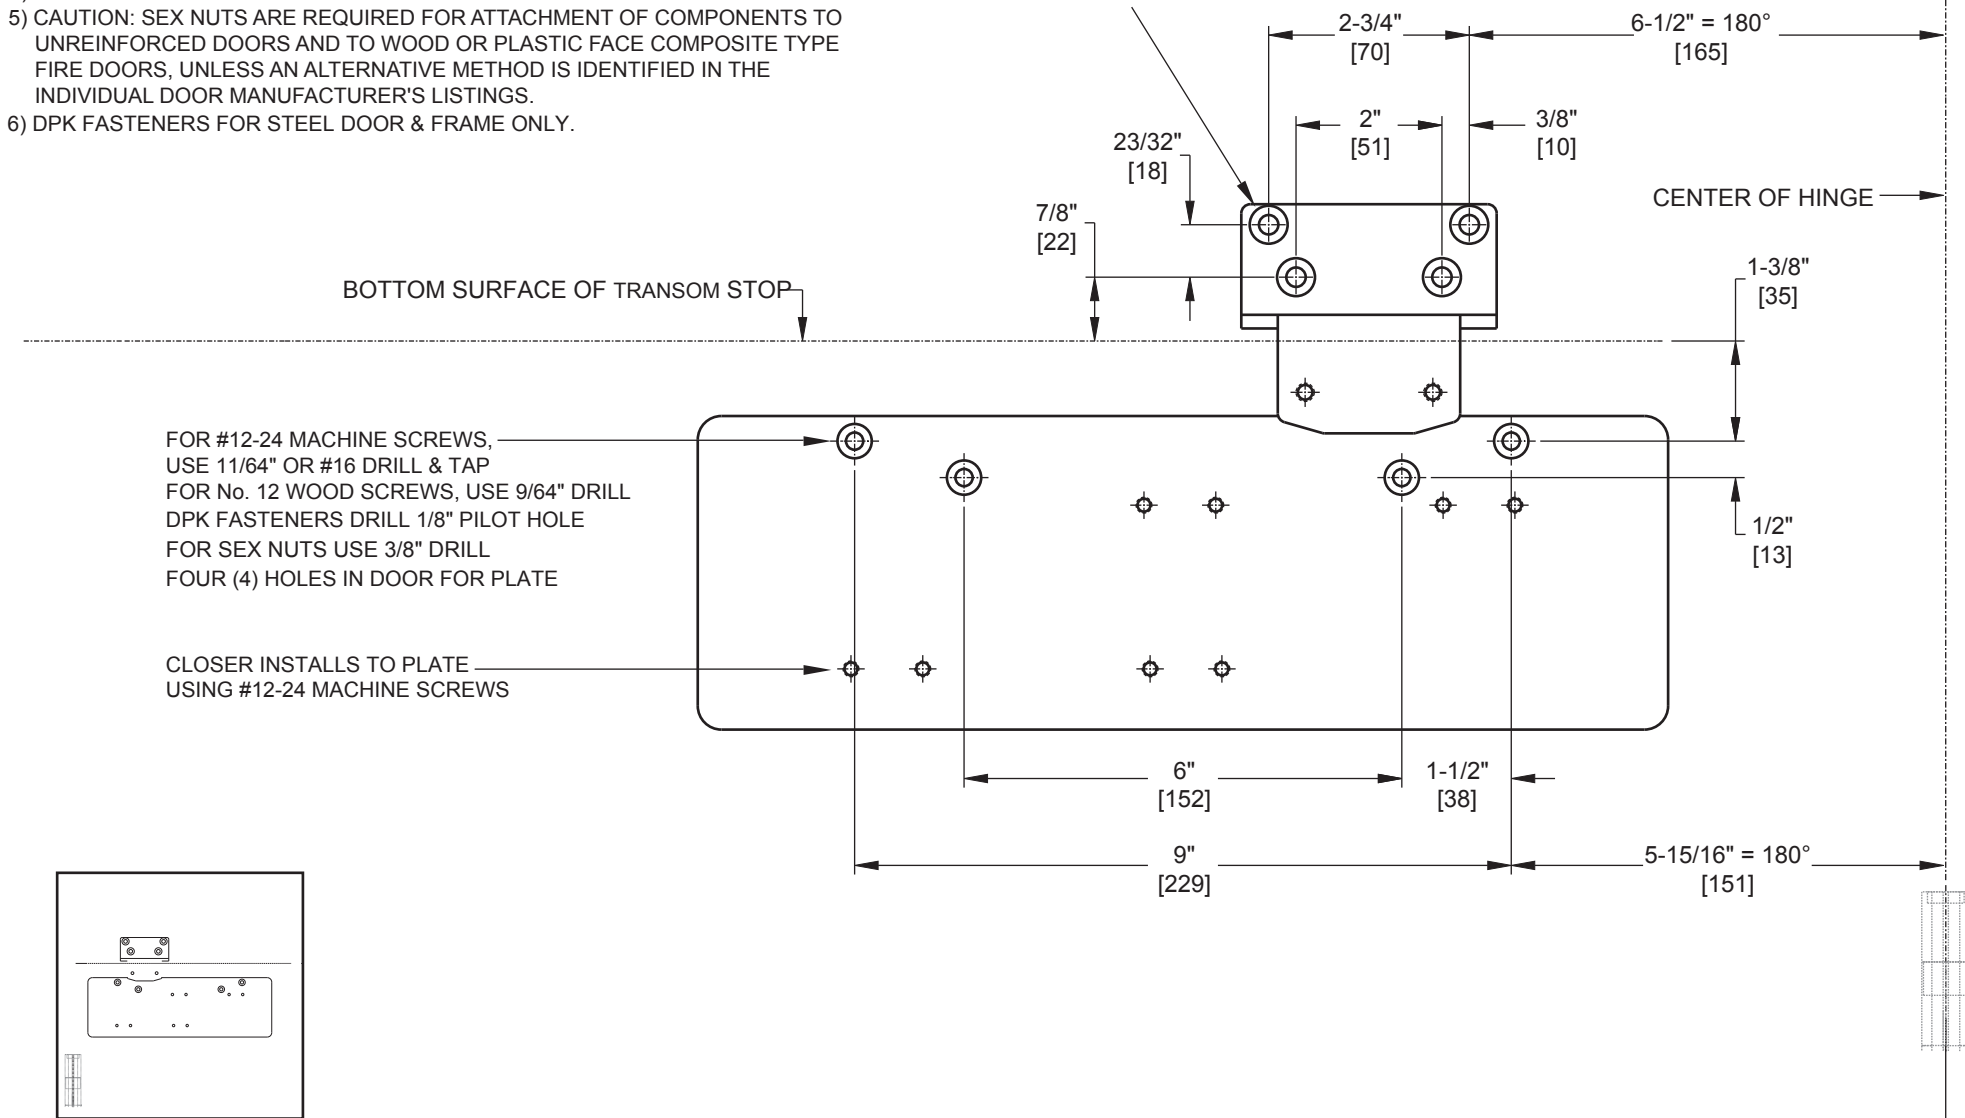 5) CAUTION: SEX NUTS ARE REQUIRED FOR ATTACHMENT OF COMPONENTS TO
UNREINFORCED DOORS AND TO WOOD OR PLASTIC FACE COMPOSITE TYPE
FIRE DOORS, UNLESS AN ALTERNATIVE METHOD IS IDENTIFIED IN THE
INDIVIDUAL DOOR MANUFACTURER'S LISTINGS.
6) DPK FASTENERS FOR STEEL DOOR & FRAME ONLY.
2-3/4"
[70]
6-1/2" = 180°
[165]
2"
[51]
3/8"
[10]
23/32"
[18]
CENTER OF HINGE
7/8"
[22]
1-3/8"
[35]
BOTTOM SURFACE OF TRANSOM STOP
FOR #12-24 MACHINE SCREWS,
USE 11/64" OR #16 DRILL & TAP
FOR No. 12 WOOD SCREWS, USE 9/64" DRILL
DPK FASTENERS DRILL 1/8" PILOT HOLE
FOR SEX NUTS USE 3/8" DRILL
FOUR (4) HOLES IN DOOR FOR PLATE
1/2"
[13]
CLOSER INSTALLS TO PLATE
USING #12-24 MACHINE SCREWS
6"
[152]
1-1/2"
[38]
9"
[229]
5-15/16" = 180°
[151]